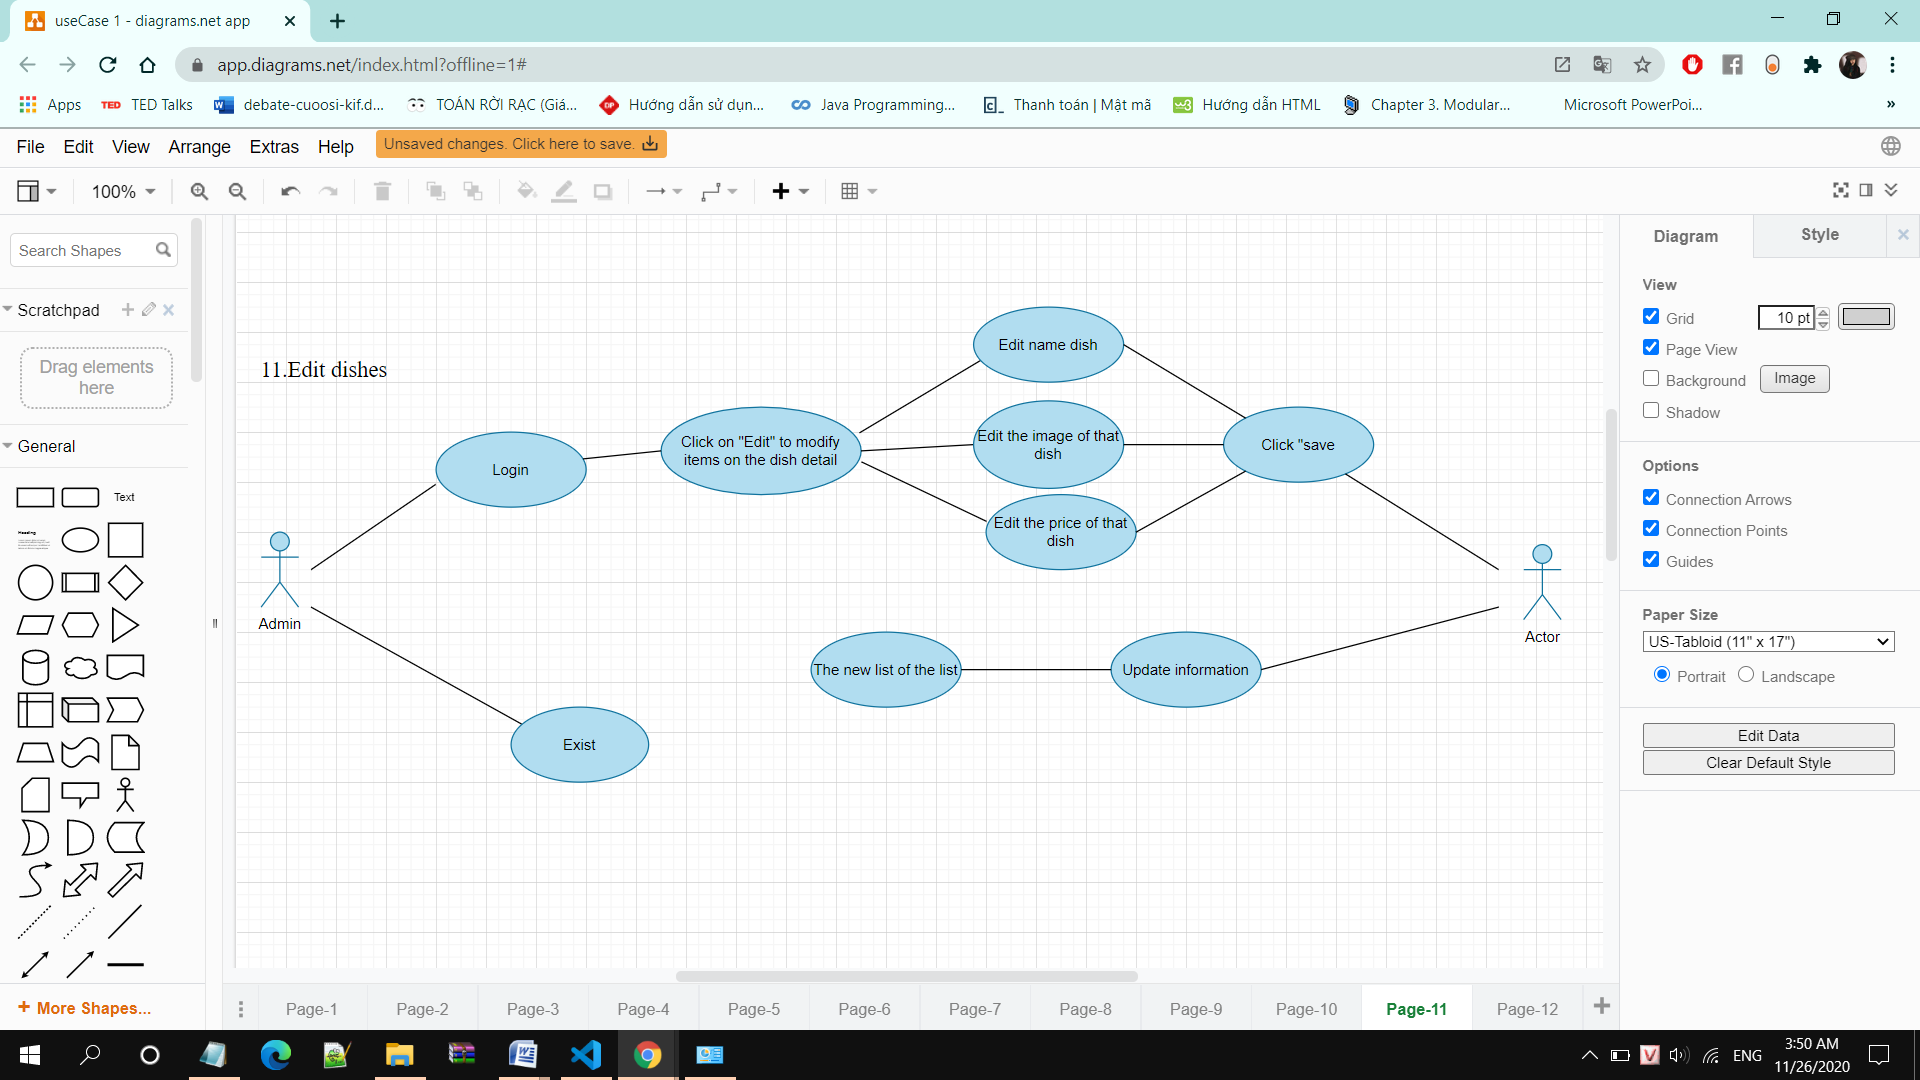 useCase 1 - diagrams.net app
app.diagrams.net/index.html?offline=1#
Apps
TED TED Talks
debate-cuoosi-kif.d...
TOÁN RỜI RẠC (Giá...
Hướng dẫn sử dụn...
Java Programming...
Thanh toán | Mật mã
Hướng dẫn HTML
Chapter 3. Modular...
Microsoft PowerPoi...
File Edit View Arrange Extras Help
Unsaved changes. Click here to save.
100%
Search Shapes
Scratchpad
Drag elements
here
General
Text
Heading
More Shapes...
11.Edit dishes
Edit name dish
Click on "Edit" to modify
items on the dish detail
Edit the image of that
dish
Click "save
Login
Edit the price of that
dish
Admin
Actor
The new list of the list
Update information
Exist
Diagram Style
View
Grid 10 pt
Page View
Background Image
Shadow
Options
Connection Arrows
Connection Points
Guides
Paper Size
US-Tabloid (11" x 17")
Portrait Landscape
Edit Data
Clear Default Style
Page-1 Page-2 Page-3 Page-4 Page-5 Page-6 Page-7 Page-8 Page-9 Page-10 Page-11 Page-12
ENG
3:50 AM
11/26/2020